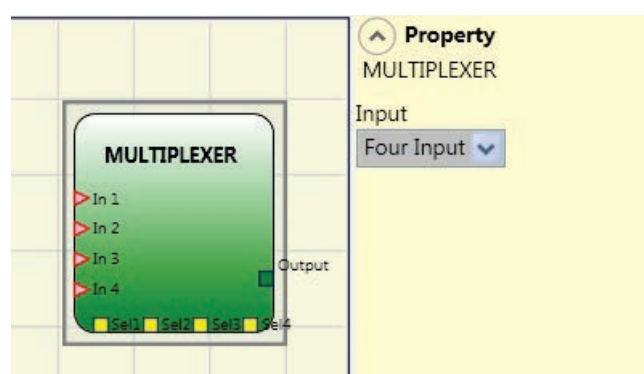 MULTIPLEXER
In 1
In 2
In 3
In 4
Output
Sel1 Sel2 Sel3 Sel4
Property
MULTIPLEXER
Input
Four Input